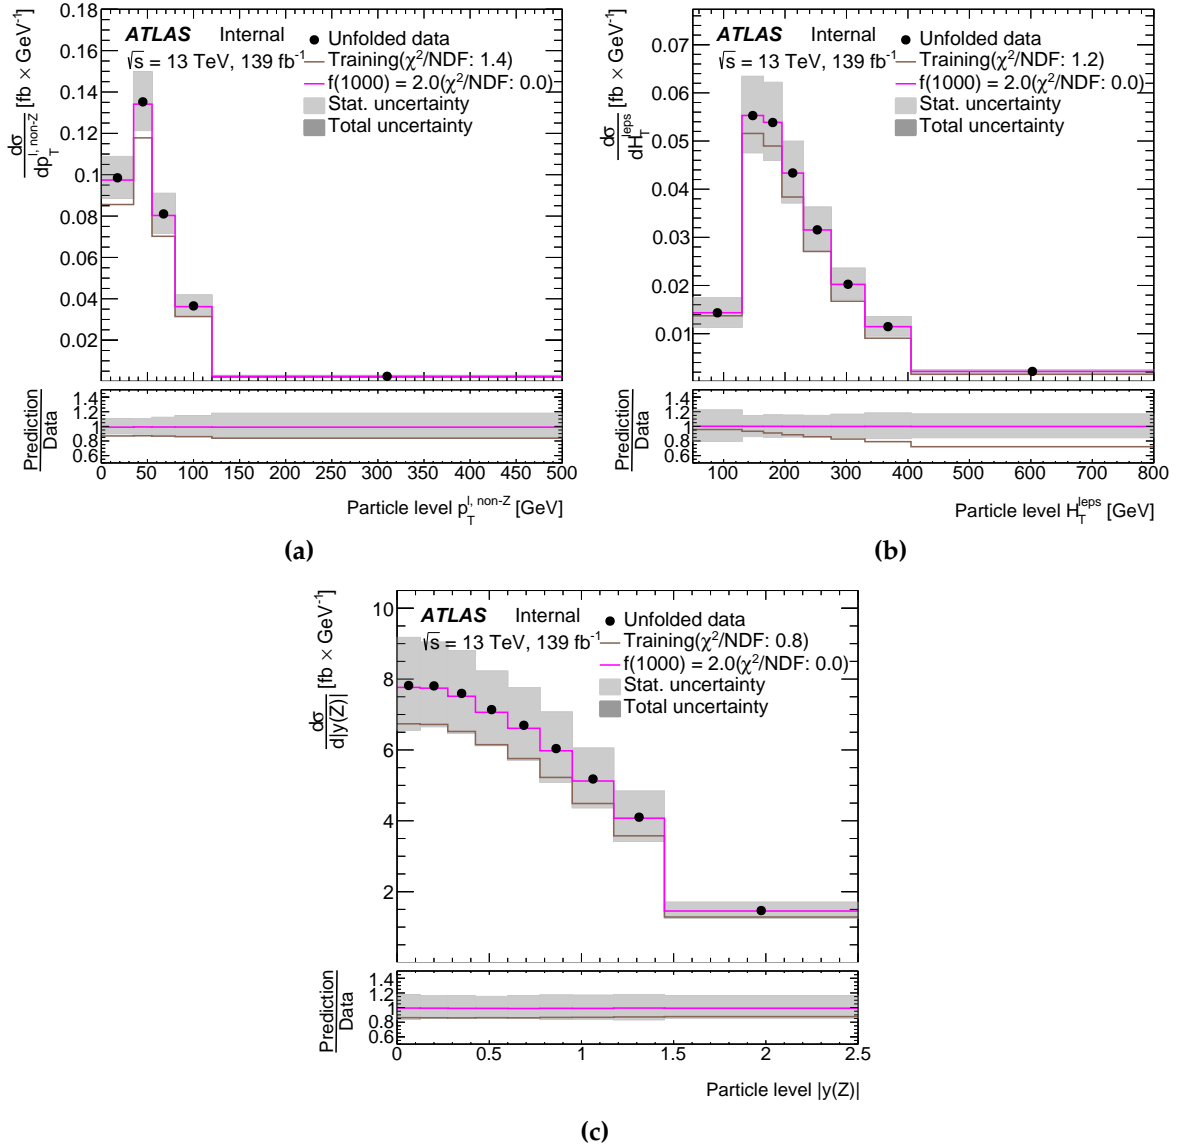 ATLAS Internal
√s = 13 TeV, 139 fb⁻¹
Unfolded data
Training(χ²/NDF: 1.4)
f(1000) = 2.0(χ²/NDF: 0.0)
Stat. uncertainty
Total uncertainty
dσ/dp_T^{l, non-Z} [fb × GeV⁻¹]
0.18
0.16
0.14
0.12
0.1
0.08
0.06
0.04
0.02
Prediction/Data
1.4
1.2
1
0.8
0.6
0 50 100 150 200 250 300 350 400 450 500
Particle level p_T^{l, non-Z} [GeV]
(a)
ATLAS Internal
√s = 13 TeV, 139 fb⁻¹
Unfolded data
Training(χ²/NDF: 1.2)
f(1000) = 2.0(χ²/NDF: 0.0)
Stat. uncertainty
Total uncertainty
dσ/dH_T^{leps} [fb × GeV⁻¹]
0.07
0.06
0.05
0.04
0.03
0.02
0.01
Prediction/Data
1.4
1.2
1
0.8
0.6
100 200 300 400 500 600 700 800
Particle level H_T^{leps} [GeV]
(b)
ATLAS Internal
√s = 13 TeV, 139 fb⁻¹
Unfolded data
Training(χ²/NDF: 0.8)
f(1000) = 2.0(χ²/NDF: 0.0)
Stat. uncertainty
Total uncertainty
dσ/d|y(Z)| [fb × GeV⁻¹]
10
8
6
4
2
Prediction/Data
1.4
1.2
1
0.8
0.6
0 0.5 1 1.5 2 2.5
Particle level |y(Z)|
(c)